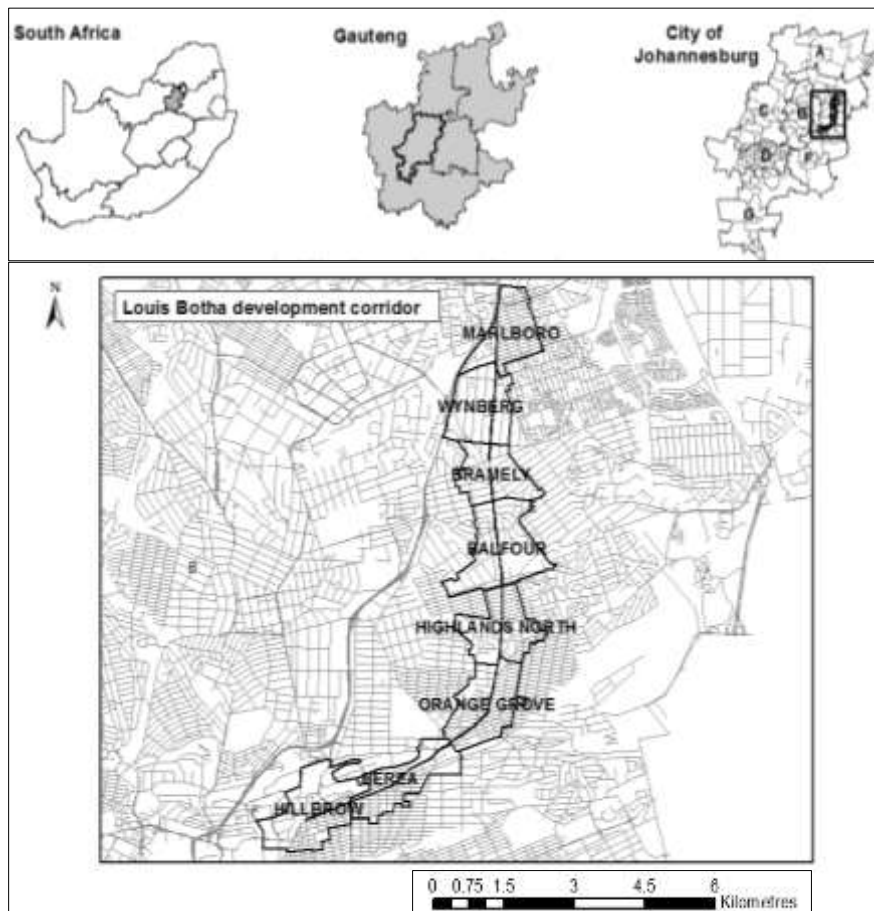 South Africa
Gauteng
City of
Johannesburg
A
C
B
D
F
G
N
Louis Botha development corridor
MARLBORO
WYNBERG
BRAMELY
BALFOUR
B
HIGHLANDS NORTH
ORANGE GROVE
BEREA
HILLBROW
0 0.75 1.5 3 4.5 6
Kilometres